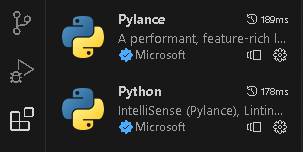 Pylance 189ms
A performant, feature-rich l...
Microsoft
Python 178ms
IntelliSense (Pylance), Lintin...
Microsoft